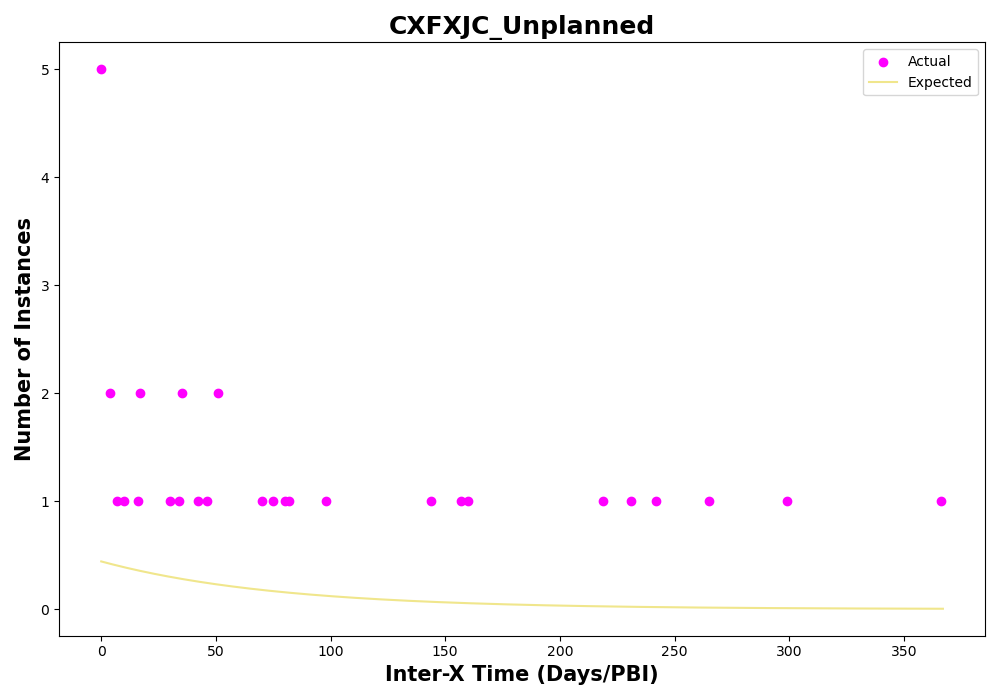 CXFXJC_Unplanned
Actual
Expected
Number of Instances
5
4
3
2
1
0
0 50 100 150 200 250 300 350
Inter-X Time (Days/PBI)